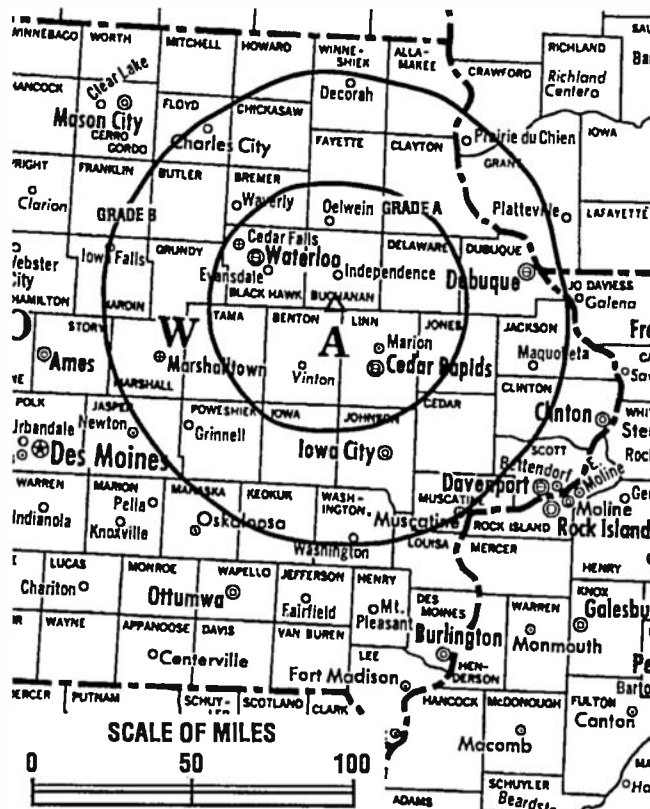 WINNEBAGO WORTH MITCHELL HOWARD WINNE-
SHIEK ALLA-
MAKEE CRAWFORD RICHLAND
Richland
Center
HANCOCK Clear Lake
Mason City
CERRO
GORDO
FLOYD
Charles City
CHICKASAW
Decorah
Prairie du Chien
IOWA
GRANT
FAYETTE CLAYTON
WRIGHT FRANKLIN BUTLER BREMER
Clarion
Waverly
Oelwein
GRADE A
GRADE B
Platteville
LAFAYETTE
Iowa Falls
GRUNDY
Cedar Falls
Waterloo
Evansdale
Independence
DELAWARE DUBUQUE
Dubuque
Webster
City
HAMILTON HARDIN
BLACK HAWK BUCHANAN
JO DAVIESS
Galena
STORY
W
TAMA BENTON LINN JONES JACKSON
A
Ames
Marshalltown
MARSHALL
Vinton
Marion
Cedar Rapids
Maquoketa
CLINTON
Clinton
POLK JASPER POWESHIEK IOWA JOHNSON CEDAR
Urbandale
Newton
Grinnell
Des Moines
Iowa City
SCOTT
Bettendorf
Davenport
Moline
E. Moline
Rock Island
WARREN MARION MAHASKA KEOKUK WASH-
INGTON MUSCATINE
Pella
Indianola
Knoxville
Oskaloosa
Muscatine
ROCK ISLAND
Washington
LOUISA MERCER
HENRY
LUCAS MONROE WAPELLO JEFFERSON HENRY
DES
MOINES
WARREN
KNOX
Chariton
Ottumwa
Fairfield
Mt.
Pleasant
Burlington
Monmouth
WAYNE APPANOOSE DAVIS VAN BUREN
Centerville
LEE
HEN-
DERSON
Fort Madison
MERCER PUTNAM SCHUY-
LER SCOTLAND CLARK
HANCOCK McDONOUGH FULTON
Canton
Macomb
SCHUYLER
ADAMS
SCALE OF MILES
0 50 100